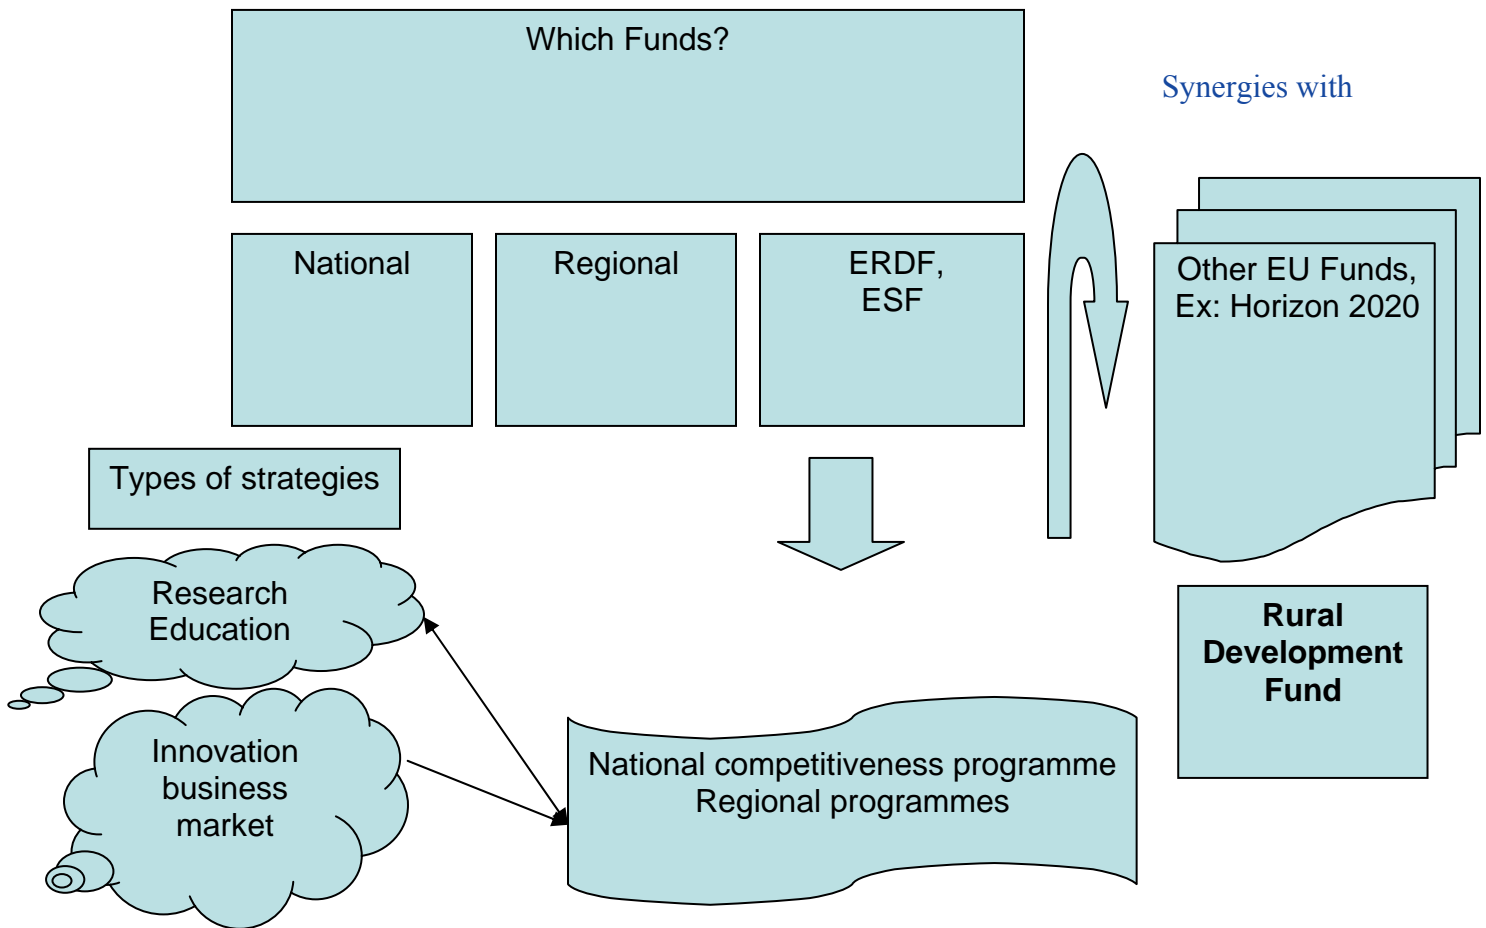 Which Funds?
Synergies with
National
Regional
ERDF,
ESF
Other EU Funds,
Ex: Horizon 2020
Types of strategies
Research
Education
Rural
Development
Fund
Innovation
business
market
National competitiveness programme
Regional programmes